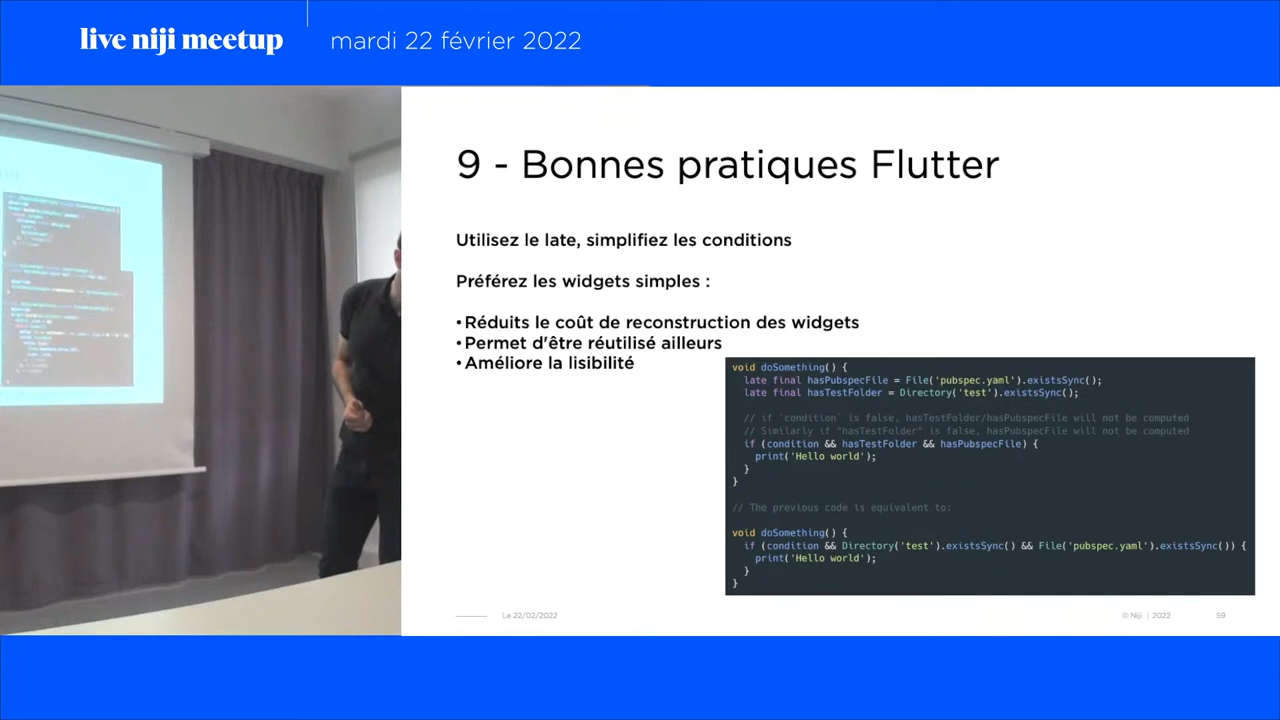 live niji meetup
mardi 22 février 2022
9 - Bonnes pratiques Flutter
Utilisez le late, simplifiez les conditions
Préférez les widgets simples :
• Réduits le coût de reconstruction des widgets
• Permet d'être réutilisé ailleurs
• Améliore la lisibilité
void doSomething() {
late final hasPubspecFile = File('pubspec.yaml').existsSync();
late final hasTestFolder = Directory('test').existsSync();
// if `condition` is false, hasTestFolder/hasPubspecFile will not be computed
// Similarly if "hasTestFolder" is false, hasPubspecFile will not be computed
if (condition && hasTestFolder && hasPubspecFile) {
print('Hello world');
}
}
// The previous code is equivalent to:
void doSomething() {
if (condition && Directory('test').existsSync() && File('pubspec.yaml').existsSync()) {
print('Hello world');
}
}
Le 22/02/2022
© Niji | 2022
59